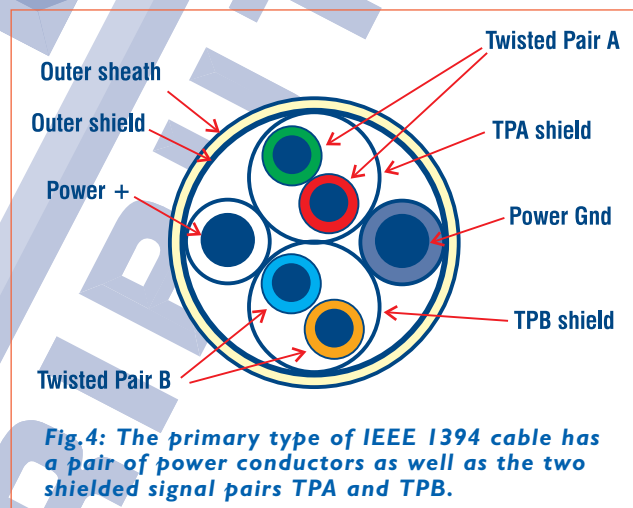 Twisted Pair A
Outer sheath
Outer shield
TPA shield
Power +
Power Gnd
TPB shield
Twisted Pair B
Fig.4: The primary type of IEEE 1394 cable has
a pair of power conductors as well as the two
shielded signal pairs TPA and TPB.